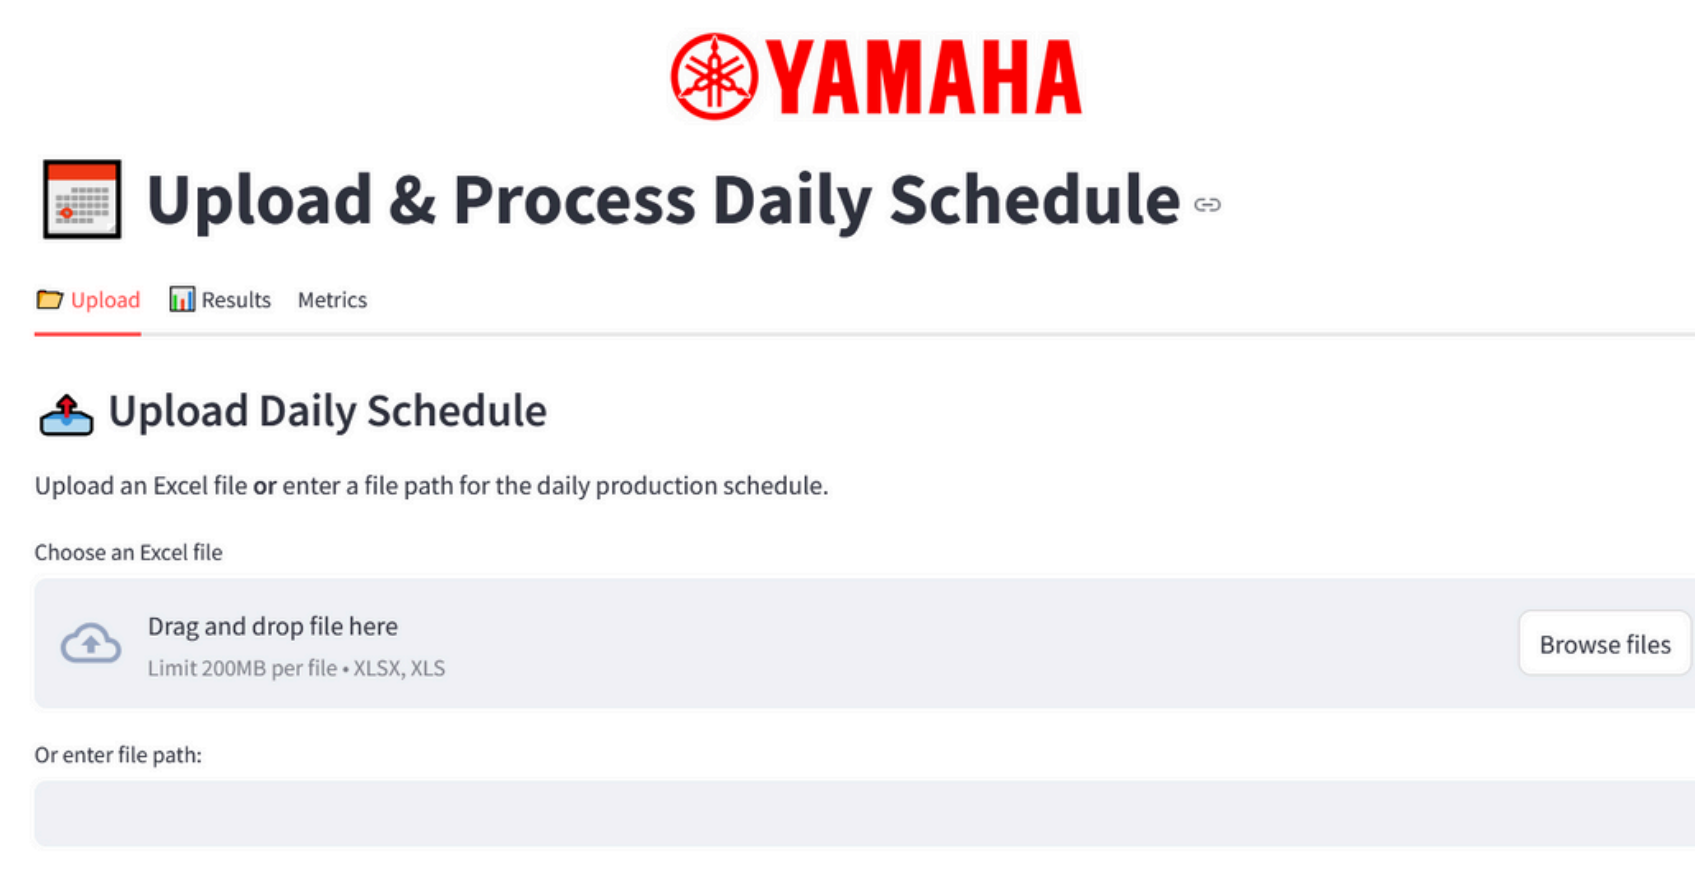 YAMAHA
Upload & Process Daily Schedule
Upload Results Metrics
Upload Daily Schedule
Upload an Excel file or enter a file path for the daily production schedule.
Choose an Excel file
Drag and drop file here
Limit 200MB per file • XLSX, XLS
Browse files
Or enter file path: